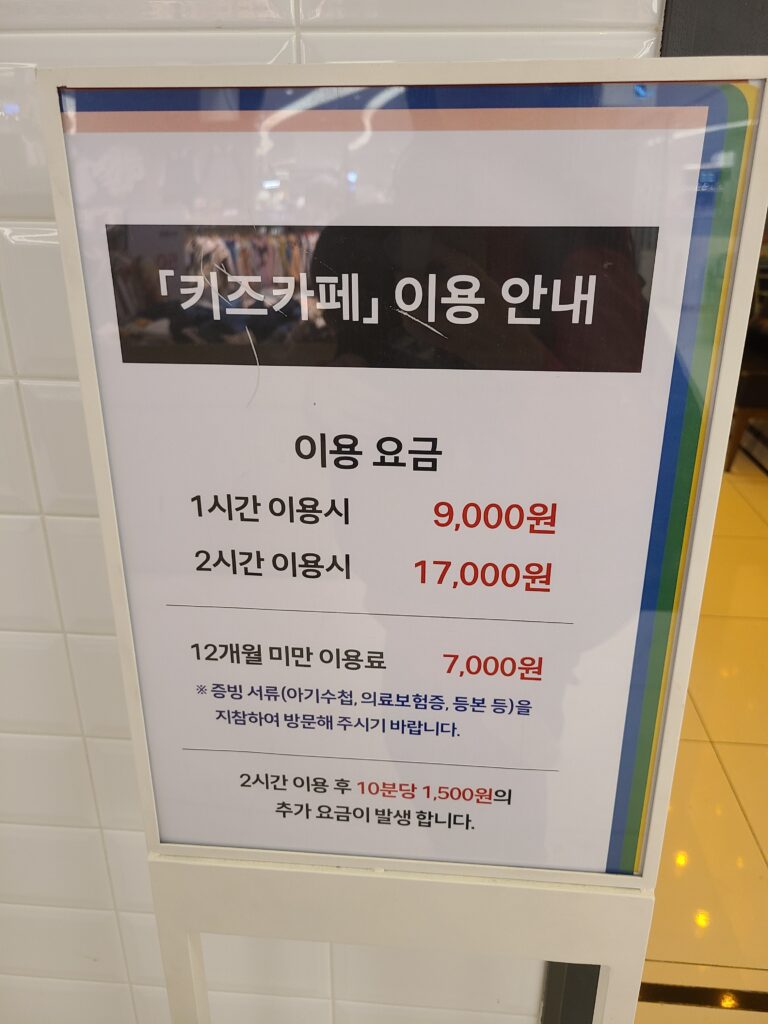 「키즈카페」 이용 안내
이용 요금
1시간 이용시 9,000원
2시간 이용시 17,000원
12개월 미만 이용료 7,000원
※ 증빙 서류(아기수첩, 의료보험증, 등본 등)을
지참하여 방문해 주시기 바랍니다.
2시간 이용 후 10분당 1,500원의
추가 요금이 발생 합니다.